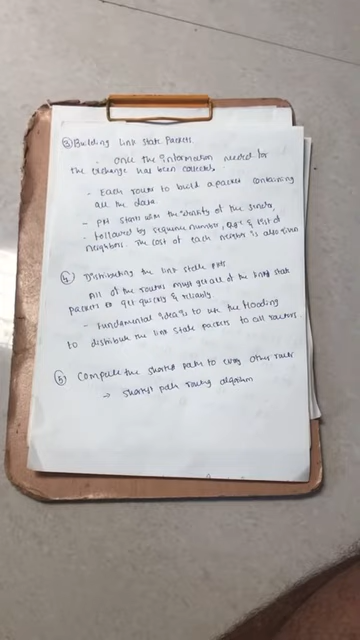 ③ Building Link State Packets.
- Once the information needed for
the exchange has been collected,
- Each router to build a packet containing
all the data.
- PKt starts with the identity of the sender,
- followed by sequence number, age & list of
neighbors. The cost of each neighbor is also given
④ Distributing the link state PKts
All of the routers must get all of the link state
packets to get quickly & reliably
- Fundamental idea is to use the flooding
to distribute the link state packets to all routers
⑤ Compute the shortest path to every other router
→ shortest path routing algorithm